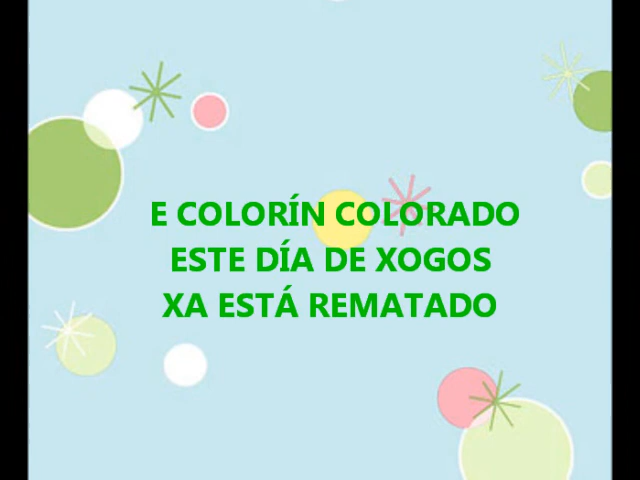 E COLORÍN COLORADO
ESTE DÍA DE XOGOS
XA ESTÁ REMATADO